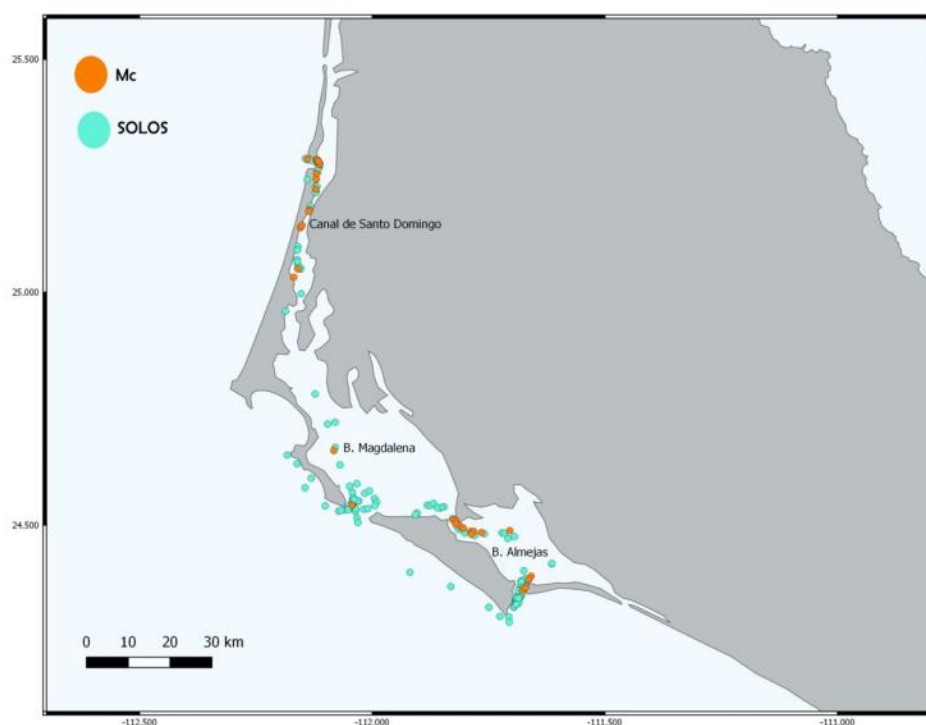 25.500
Mc
SOLOS
Canal de Santo Domingo
25.000
B. Magdalena
24.500
B. Almejas
0 10 20 30 km
-112.500 -112.000 -111.500 -111.000